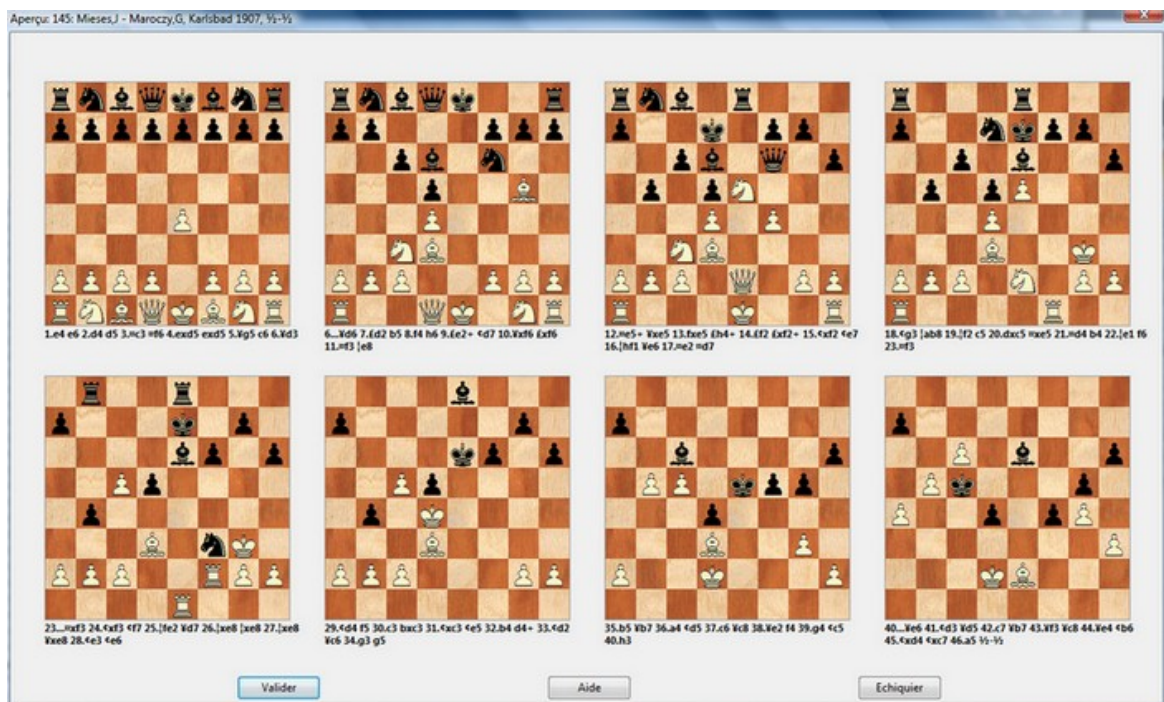 Aperçu: 145: Mieses,J - Maroczy,G, Karlsbad 1907, ½-½
1.e4 e6 2.d4 d5 3.¤c3 ¤f6 4.exd5 exd5 5.¥g5 c6 6.¥d3
6...¥d6 7.£d2 b5 8.f4 h6 9.£e2+ ¢d7 10.¥xf6 £xf6
11.¤f3 ¦e8
12.¤e5+ ¥xe5 13.fxe5 £h4+ 14.£f2 £xf2+ 15.¢xf2 ¢e7
16.¦hf1 ¥e6 17.¤e2 ¤d7
18.¢g3 ¦ab8 19.¦f2 c5 20.dxc5 ¤xe5 21.¤d4 b4 22.¦e1 f6
23.¤f3
23...¤xf3 24.¢xf3 ¢f7 25.¦fe2 ¥d7 26.¦xe8 ¦xe8 27.¦xe8
¥xe8 28.¢e3 ¢e6
29.¢d4 f5 30.c3 bxc3 31.¢xc3 ¢e5 32.b4 d4+ 33.¢d2
¥c6 34.g3 g5
35.b5 ¥b7 36.a4 ¢d5 37.c6 ¥c8 38.¥e2 f4 39.g4 ¢c5
40.h3
40...¥e6 41.¢d3 ¥d5 42.c7 ¥b7 43.¥f3 ¥c8 44.¥e4 ¢b6
45.¢xd4 ¢xc7 46.a5 ½-½
Valider
Aide
Echiquier